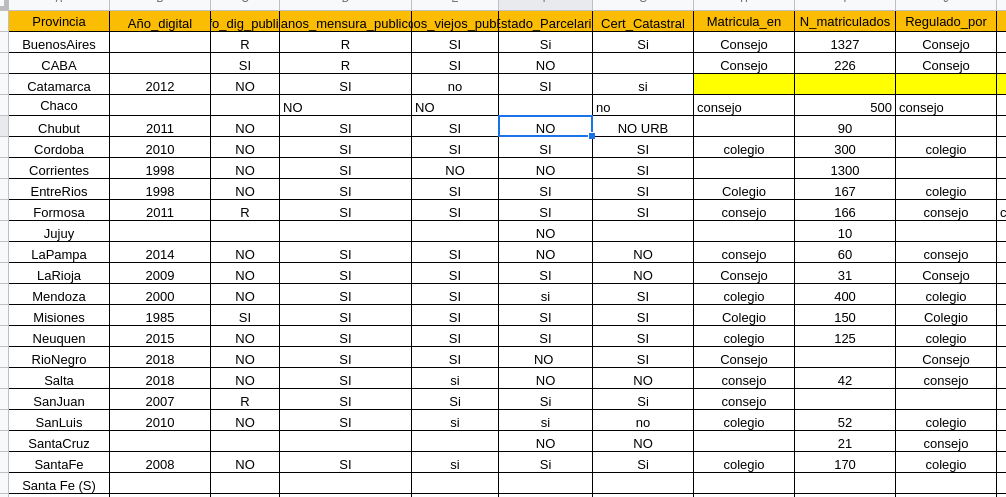 Provincia Año_digital fo_dig_publi anos_mensura_publico os_viejos_pub Estado_Parcelari Cert_Catastral Matricula_en N_matriculados Regulado_por
BuenosAires R R SI Si Si Consejo 1327 Consejo
CABA SI R SI NO Consejo 226 Consejo
Catamarca 2012 NO SI no SI si
Chaco NO NO no consejo 500 consejo
Chubut 2011 NO SI SI NO NO URB 90
Cordoba 2010 NO SI SI SI SI colegio 300 colegio
Corrientes 1998 NO SI NO NO SI 1300
EntreRios 1998 NO SI SI SI SI Colegio 167 colegio
Formosa 2011 R SI SI SI SI consejo 166 consejo c
Jujuy NO 10
LaPampa 2014 NO SI SI NO NO consejo 60 consejo
LaRioja 2009 NO SI SI SI NO Consejo 31 Consejo
Mendoza 2000 NO SI SI si SI colegio 400 colegio
Misiones 1985 SI SI SI SI SI Colegio 150 Colegio
Neuquen 2015 NO SI SI SI SI colegio 125 colegio
RioNegro 2018 NO SI SI NO SI Consejo Consejo
Salta 2018 NO SI si NO NO consejo 42 consejo
SanJuan 2007 R SI Si Si Si consejo
SanLuis 2010 NO SI si si no colegio 52 colegio
SantaCruz NO NO 21 consejo
SantaFe 2008 NO SI si Si Si colegio 170 colegio
Santa Fe (S)